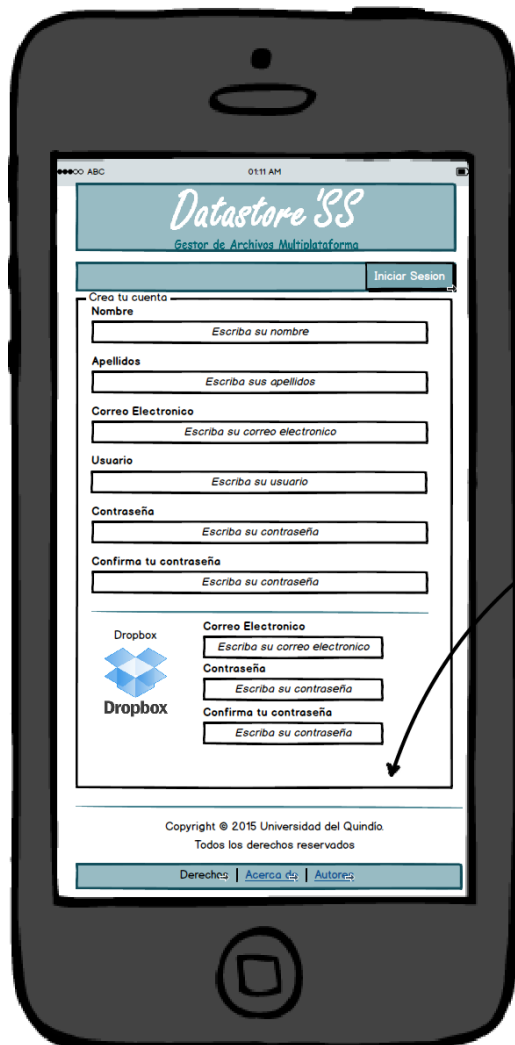 ABC 01:11 AM
Datastore 'SS
Gestor de Archivos Multiplataforma
Iniciar Sesion
Crea tu cuenta
Nombre
Escriba su nombre
Apellidos
Escriba sus apellidos
Correo Electronico
Escriba su correo electronico
Usuario
Escriba su usuario
Contraseña
Escriba su contraseña
Confirma tu contraseña
Escriba su contraseña
Dropbox
Dropbox
Correo Electronico
Escriba su correo electronico
Contraseña
Escriba su contraseña
Confirma tu contraseña
Escriba su contraseña
Copyright © 2015 Universidad del Quindío.
Todos los derechos reservados
Derechos | Acerca de | Autores